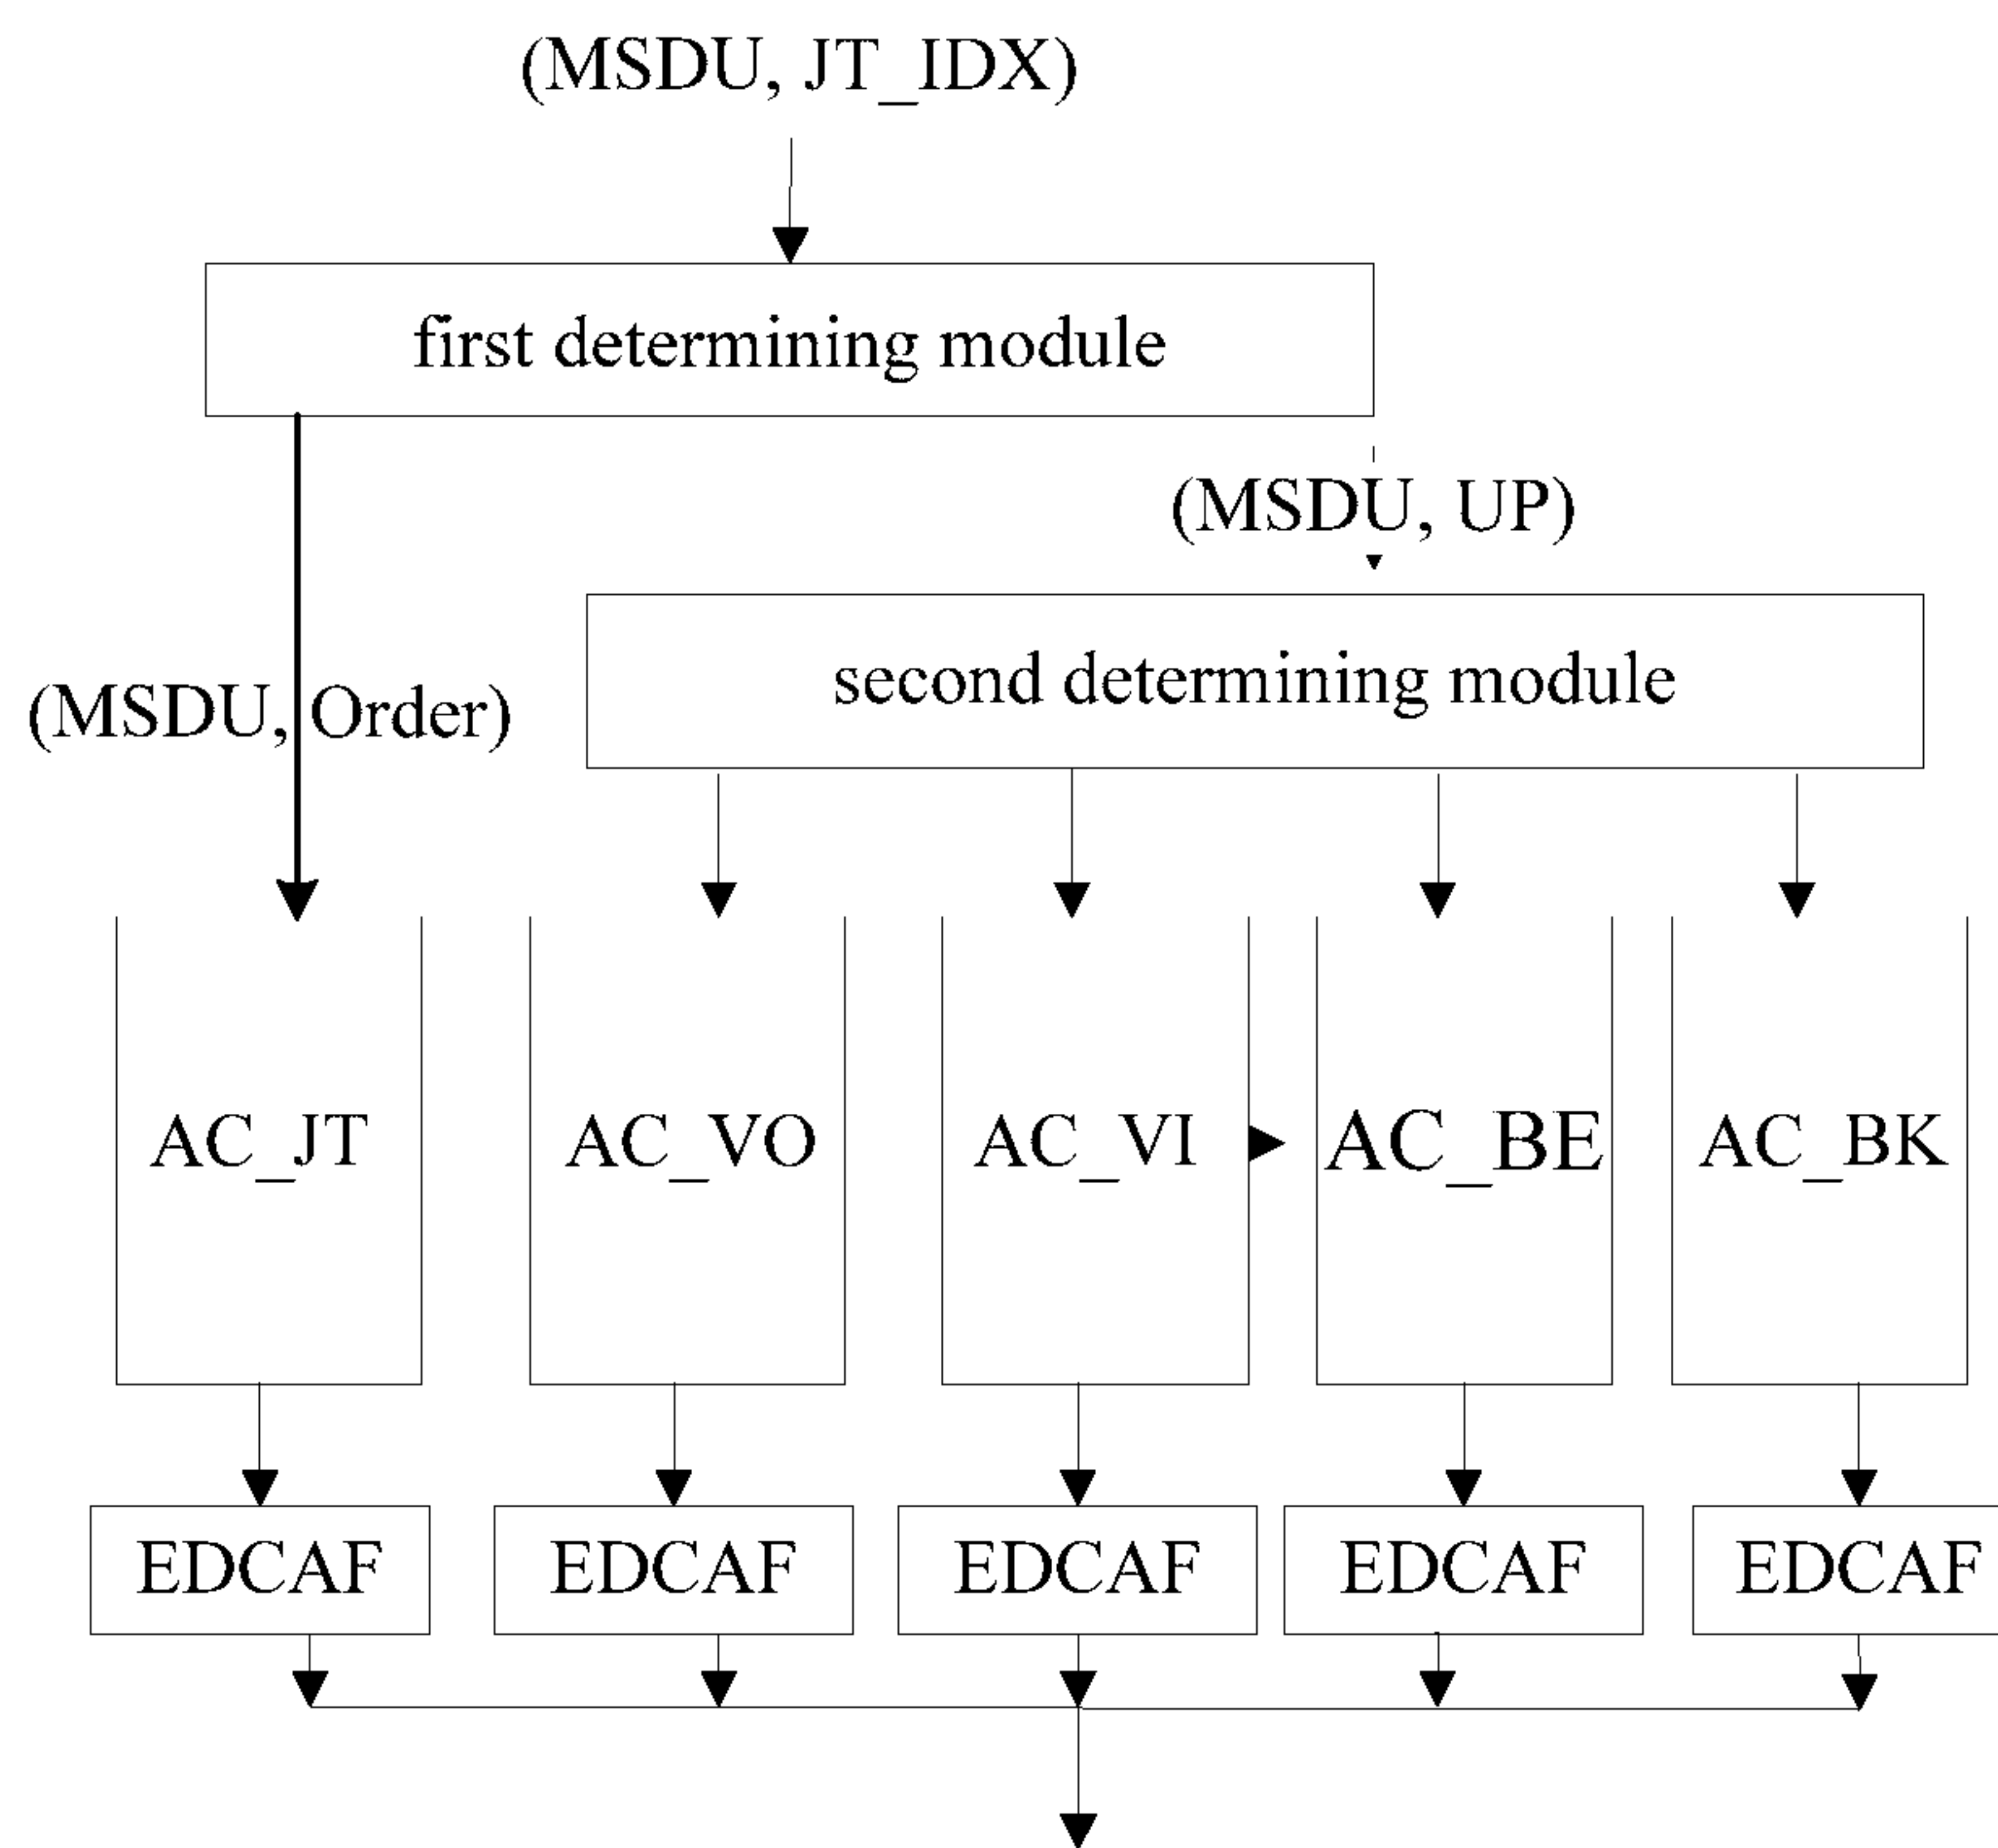 (MSDU, JT_IDX)
first determining module
(MSDU, UP)
second determining module
(MSDU, Order)
AC_JT AC_VO AC_VI AC_BE AC_BK
EDCAF EDCAF EDCAF EDCAF EDCAF